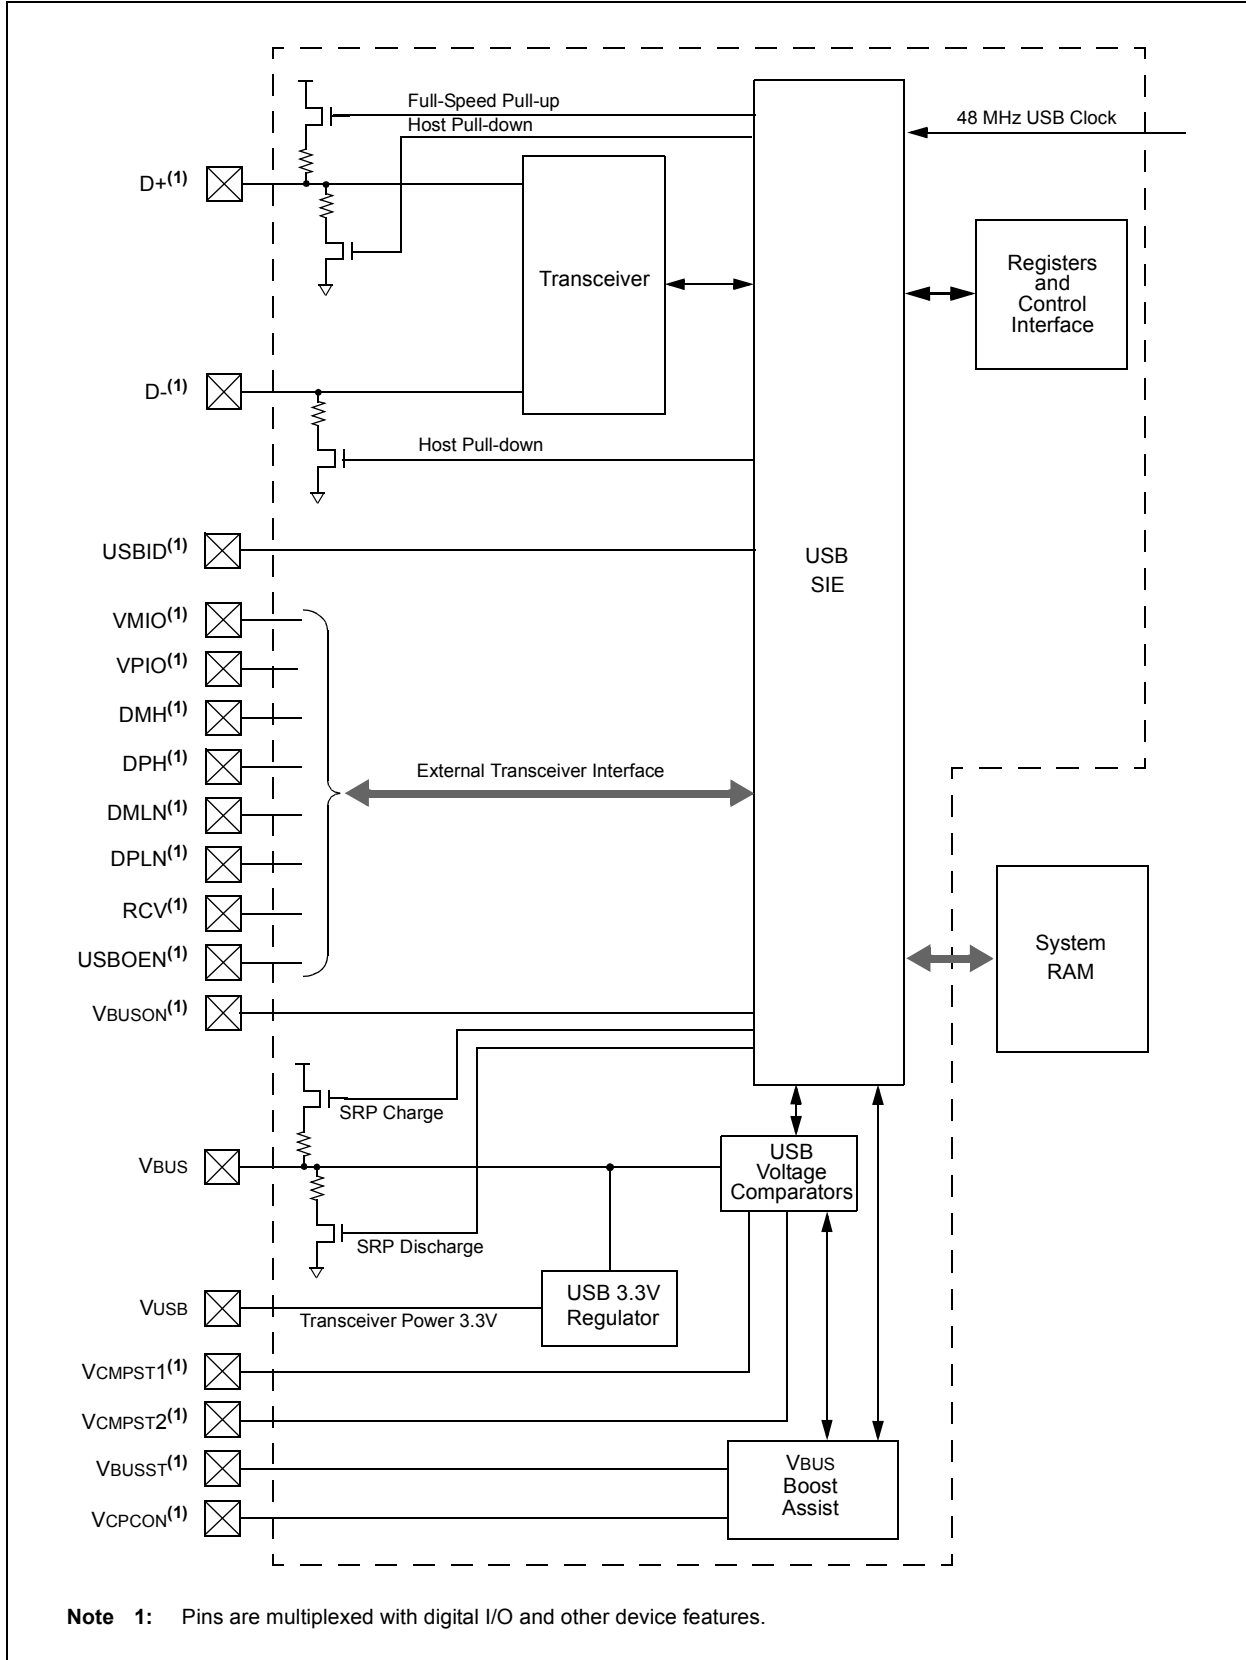 Full-Speed Pull-up
Host Pull-down
48 MHz USB Clock
D+(1)
Transceiver
Registers
and
Control
Interface
D-(1)
Host Pull-down
USBID(1)
USB
SIE
VMIO(1)
VPIO(1)
DMH(1)
DPH(1)
External Transceiver Interface
DMLN(1)
DPLN(1)
RCV(1)
System
RAM
USBOEN(1)
VBUSON(1)
SRP Charge
VBUS
USB
Voltage
Comparators
SRP Discharge
VUSB
Transceiver Power 3.3V
USB 3.3V
Regulator
VCMPST1(1)
VCMPST2(1)
VBUSST(1)
VBUS
Boost
Assist
VCPCON(1)
Note 1: Pins are multiplexed with digital I/O and other device features.